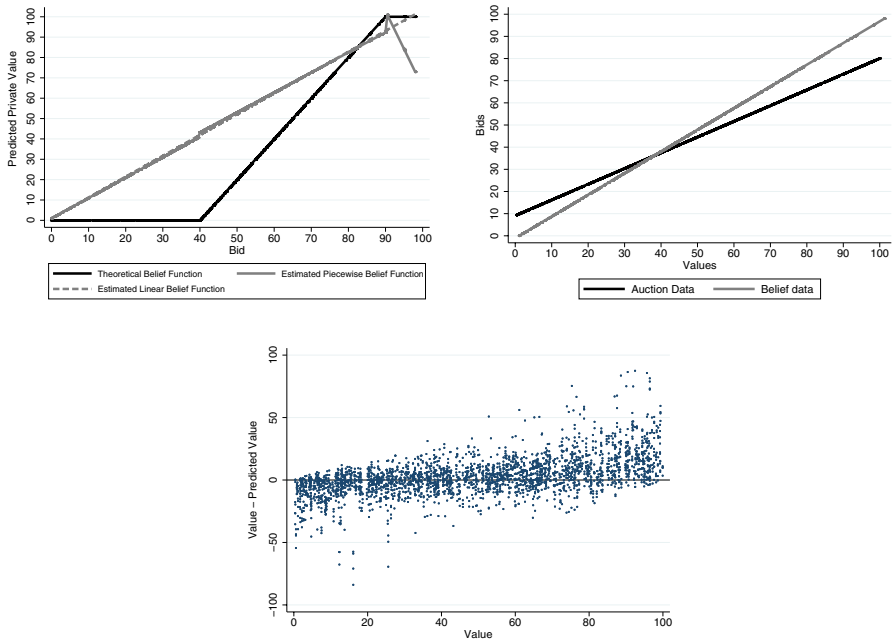 Predicted Private Value
100
90
80
70
60
50
40
30
20
10
0
0 10 20 30 40 50 60 70 80 90 100
Bid
Theoretical Belief Function
Estimated Piecewise Belief Function
Estimated Linear Belief Function
Bids
100
90
80
70
60
50
40
30
20
10
0
0 10 20 30 40 50 60 70 80 90 100
Values
Auction Data
Belief data
Value – Predicted Value
100
50
0
−50
−100
0 20 40 60 80 100
Value